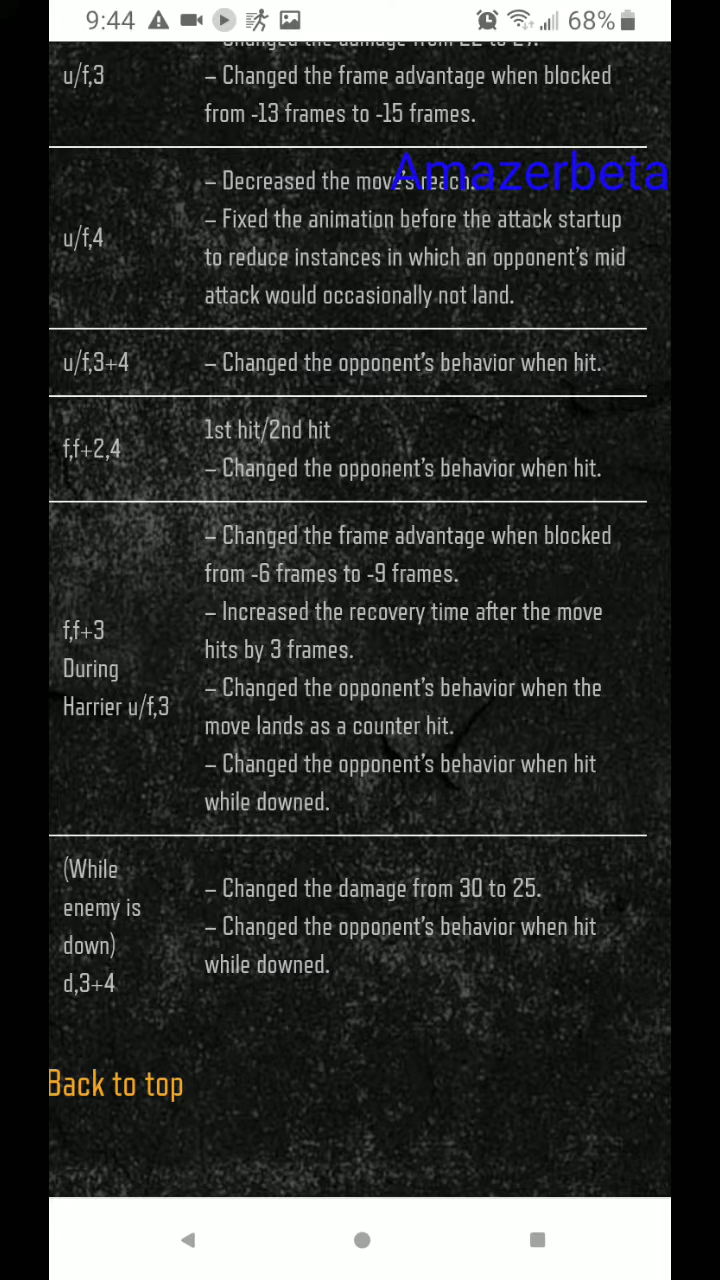 9:44
68%
u/f,3
– Changed the frame advantage when blocked
from -13 frames to -15 frames.
Amazerbeta
– Decreased the move's reach.
u/f,4
– Fixed the animation before the attack startup
to reduce instances in which an opponent's mid
attack would occasionally not land.
u/f,3+4
– Changed the opponent's behavior when hit.
f,f+2,4
1st hit/2nd hit
– Changed the opponent's behavior when hit.
f,f+3
During
Harrier u/f,3
– Changed the frame advantage when blocked
from -6 frames to -9 frames.
– Increased the recovery time after the move
hits by 3 frames.
– Changed the opponent's behavior when the
move lands as a counter hit.
– Changed the opponent's behavior when hit
while downed.
(While
enemy is
down)
d,3+4
– Changed the damage from 30 to 25.
– Changed the opponent's behavior when hit
while downed.
Back to top